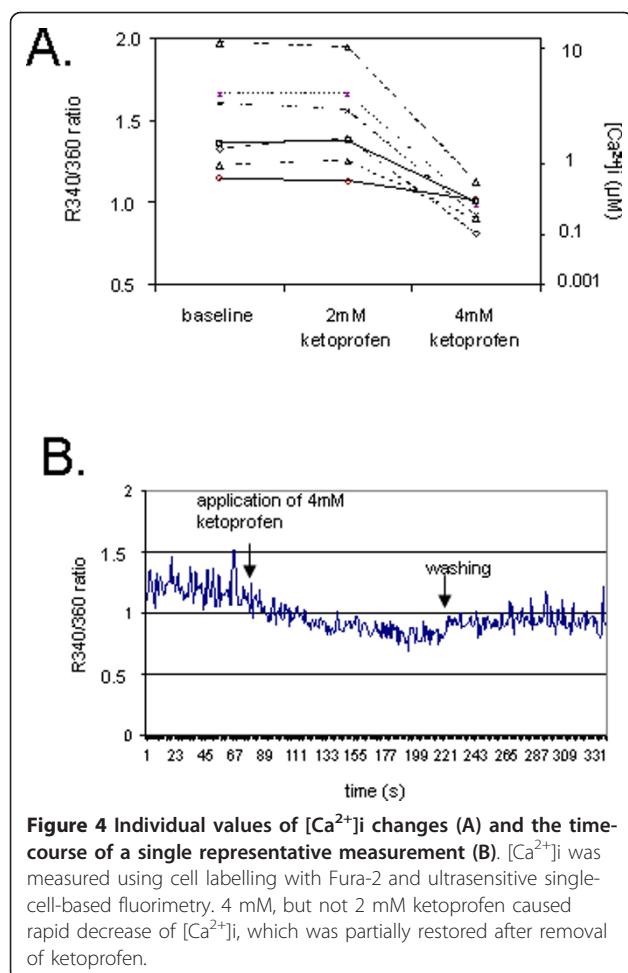 A.
2.0
1.5
1.0
0.5
R340/360 ratio
10
1
0.1
0.001
[Ca²⁺]i (µM)
baseline
2mM ketoprofen
4mM ketoprofen
B.
2
1.5
1
0.5
0
R340/360 ratio
application of 4mM
ketoprofen
washing
1 23 45 67 89 111 133 155 177 199 221 243 265 287 309 331
time (s)
Figure 4 Individual values of [Ca²⁺]i changes (A) and the time-
course of a single representative measurement (B). [Ca²⁺]i was
measured using cell labelling with Fura-2 and ultrasensitive single-
cell-based fluorimetry. 4 mM, but not 2 mM ketoprofen caused
rapid decrease of [Ca²⁺]i, which was partially restored after removal
of ketoprofen.